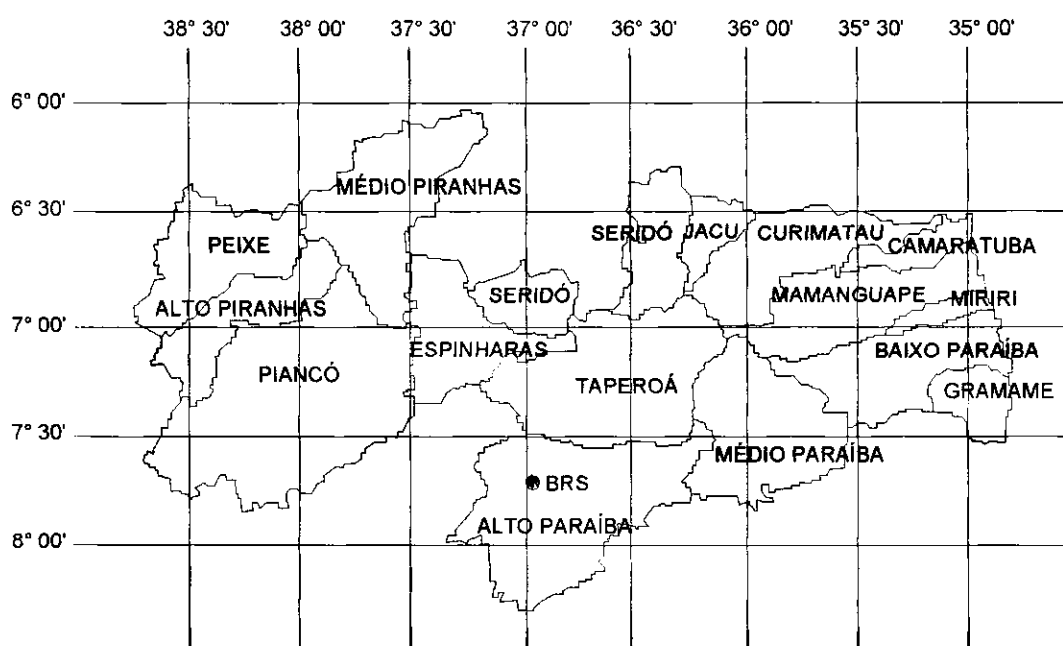 38° 30' 38° 00' 37° 30' 37° 00' 36° 30' 36° 00' 35° 30' 35° 00'
6° 00'
MÉDIO PIRANHAS
6° 30'
PEIXE
SERIDÓ
JACU
CURIMATAU
CAMARATUBA
ALTO PIRANHAS
SERIDÓ
MAMANGUAPE
MIRIRI
7° 00'
ESPINHARAS
BAIXO PARAÍBA
PIANCÓ
TAPEROÁ
GRAMAME
7° 30'
MÉDIO PARAÍBA
BRS
ALTO PARAÍBA
8° 00'